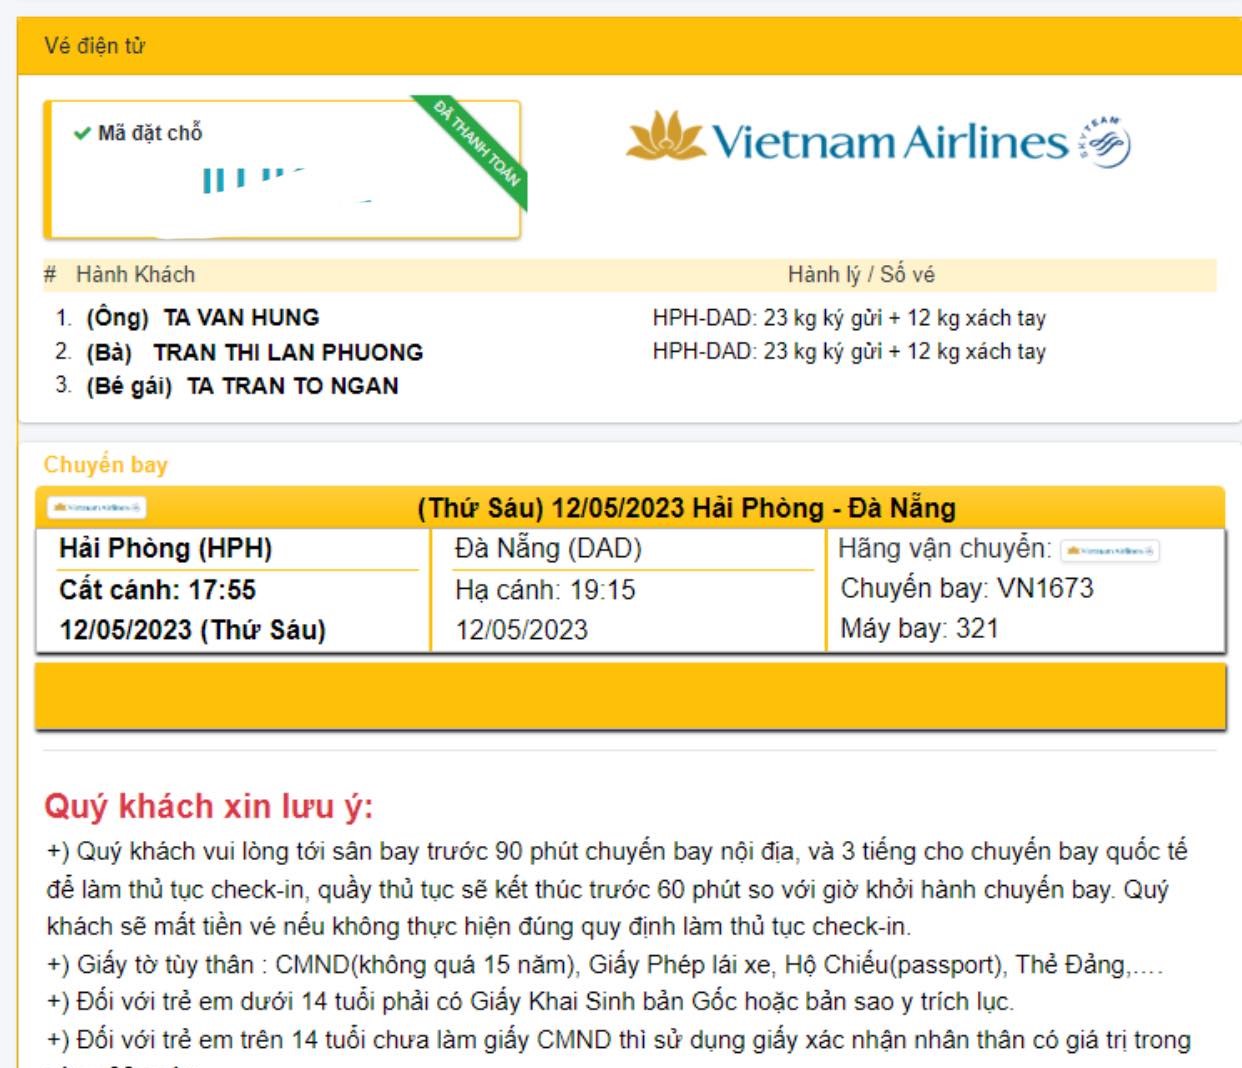 Vé điện tử
Mã đặt chỗ
ĐÃ THANH TOÁN
Vietnam Airlines
SKYTEAM
# Hành Khách Hành lý / Số vé
1. (Ông) TA VAN HUNG HPH-DAD: 23 kg ký gửi + 12 kg xách tay
2. (Bà) TRAN THI LAN PHUONG HPH-DAD: 23 kg ký gửi + 12 kg xách tay
3. (Bé gái) TA TRAN TO NGAN
Chuyến bay
Vietnam Airlines (Thứ Sáu) 12/05/2023 Hải Phòng - Đà Nẵng
Hải Phòng (HPH) Đà Nẵng (DAD) Hãng vận chuyển: Vietnam Airlines
Cất cánh: 17:55 Hạ cánh: 19:15 Chuyến bay: VN1673
12/05/2023 (Thứ Sáu) 12/05/2023 Máy bay: 321
Quý khách xin lưu ý:
+) Quý khách vui lòng tới sân bay trước 90 phút chuyến bay nội địa, và 3 tiếng cho chuyến bay quốc tế
để làm thủ tục check-in, quầy thủ tục sẽ kết thúc trước 60 phút so với giờ khởi hành chuyến bay. Quý
khách sẽ mất tiền vé nếu không thực hiện đúng quy định làm thủ tục check-in.
+) Giấy tờ tùy thân : CMND(không quá 15 năm), Giấy Phép lái xe, Hộ Chiếu(passport), Thẻ Đảng,....
+) Đối với trẻ em dưới 14 tuổi phải có Giấy Khai Sinh bản Gốc hoặc bản sao y trích lục.
+) Đối với trẻ em trên 14 tuổi chưa làm giấy CMND thì sử dụng giấy xác nhận nhân thân có giá trị trong